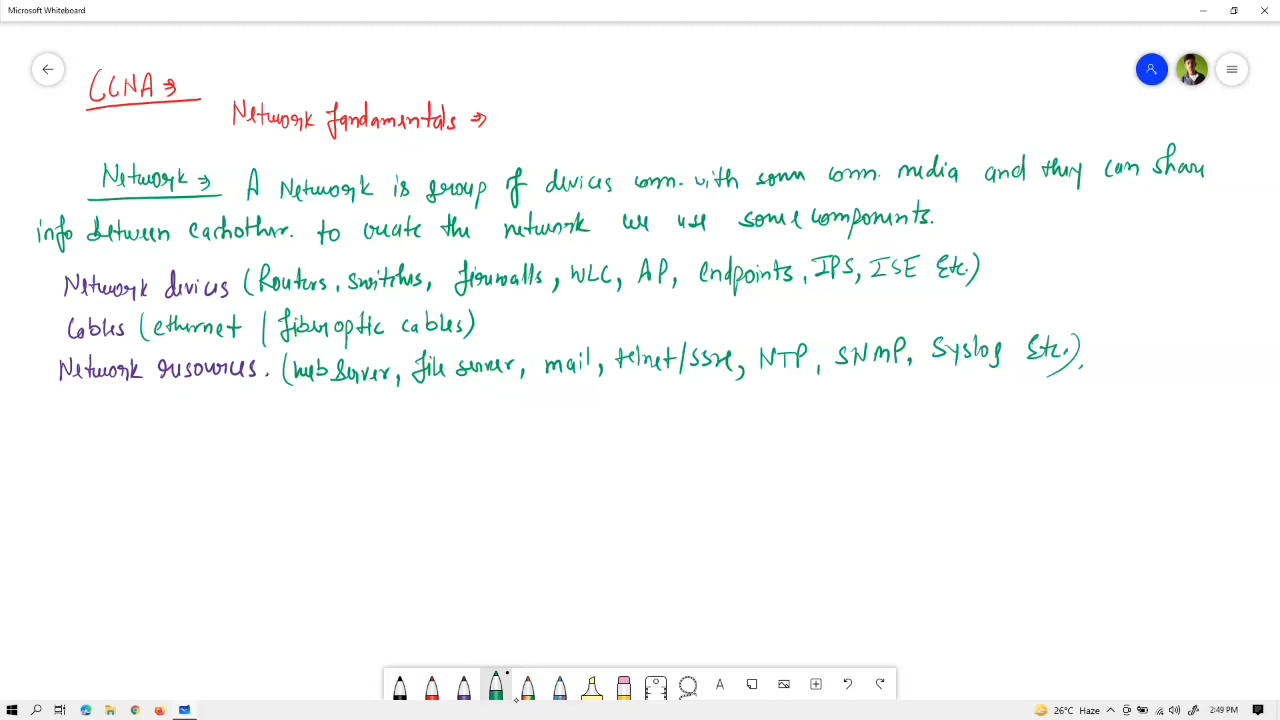 Microsoft Whiteboard
CCNA →
Network fundamentals →
Network → A Network is group of devices conn. with some comm. media and they can share
info between eachother. to create the network we use some components.
Network devices (Routers, switches, firewalls, WLC, AP, endpoints, IPS, ISE Etc.)
Cables (ethernet | fiber optic cables)
Network resources. (web server, file server, mail, telnet/SSH, NTP, SNMP, Syslog Etc.).
A
26°C Haze
2:49 PM